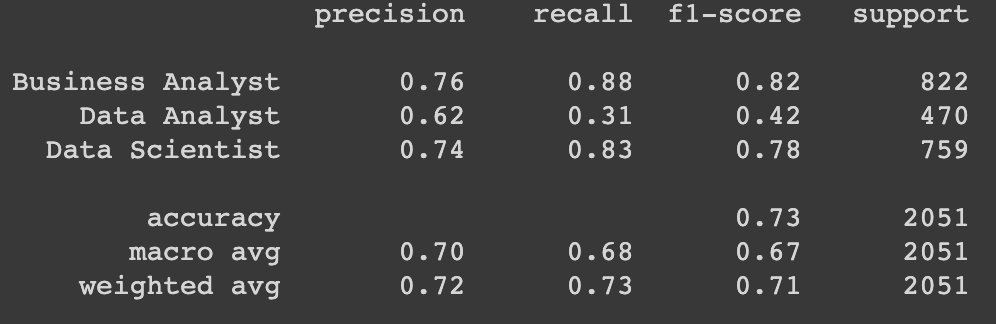 precision recall f1-score support
Business Analyst 0.76 0.88 0.82 822
Data Analyst 0.62 0.31 0.42 470
Data Scientist 0.74 0.83 0.78 759
accuracy 0.73 2051
macro avg 0.70 0.68 0.67 2051
weighted avg 0.72 0.73 0.71 2051